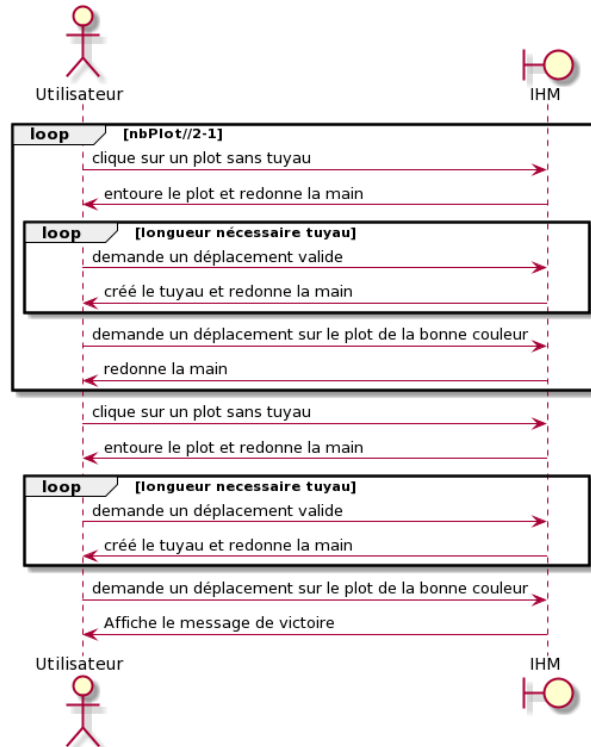 Utilisateur
IHM
loop [nbPlot//2-1]
clique sur un plot sans tuyau
entoure le plot et redonne la main
loop [longueur nécessaire tuyau]
demande un déplacement valide
créé le tuyau et redonne la main
demande un déplacement sur le plot de la bonne couleur
redonne la main
clique sur un plot sans tuyau
entoure le plot et redonne la main
loop [longueur necessaire tuyau]
demande un déplacement valide
créé le tuyau et redonne la main
demande un déplacement sur le plot de la bonne couleur
Affiche le message de victoire
Utilisateur
IHM